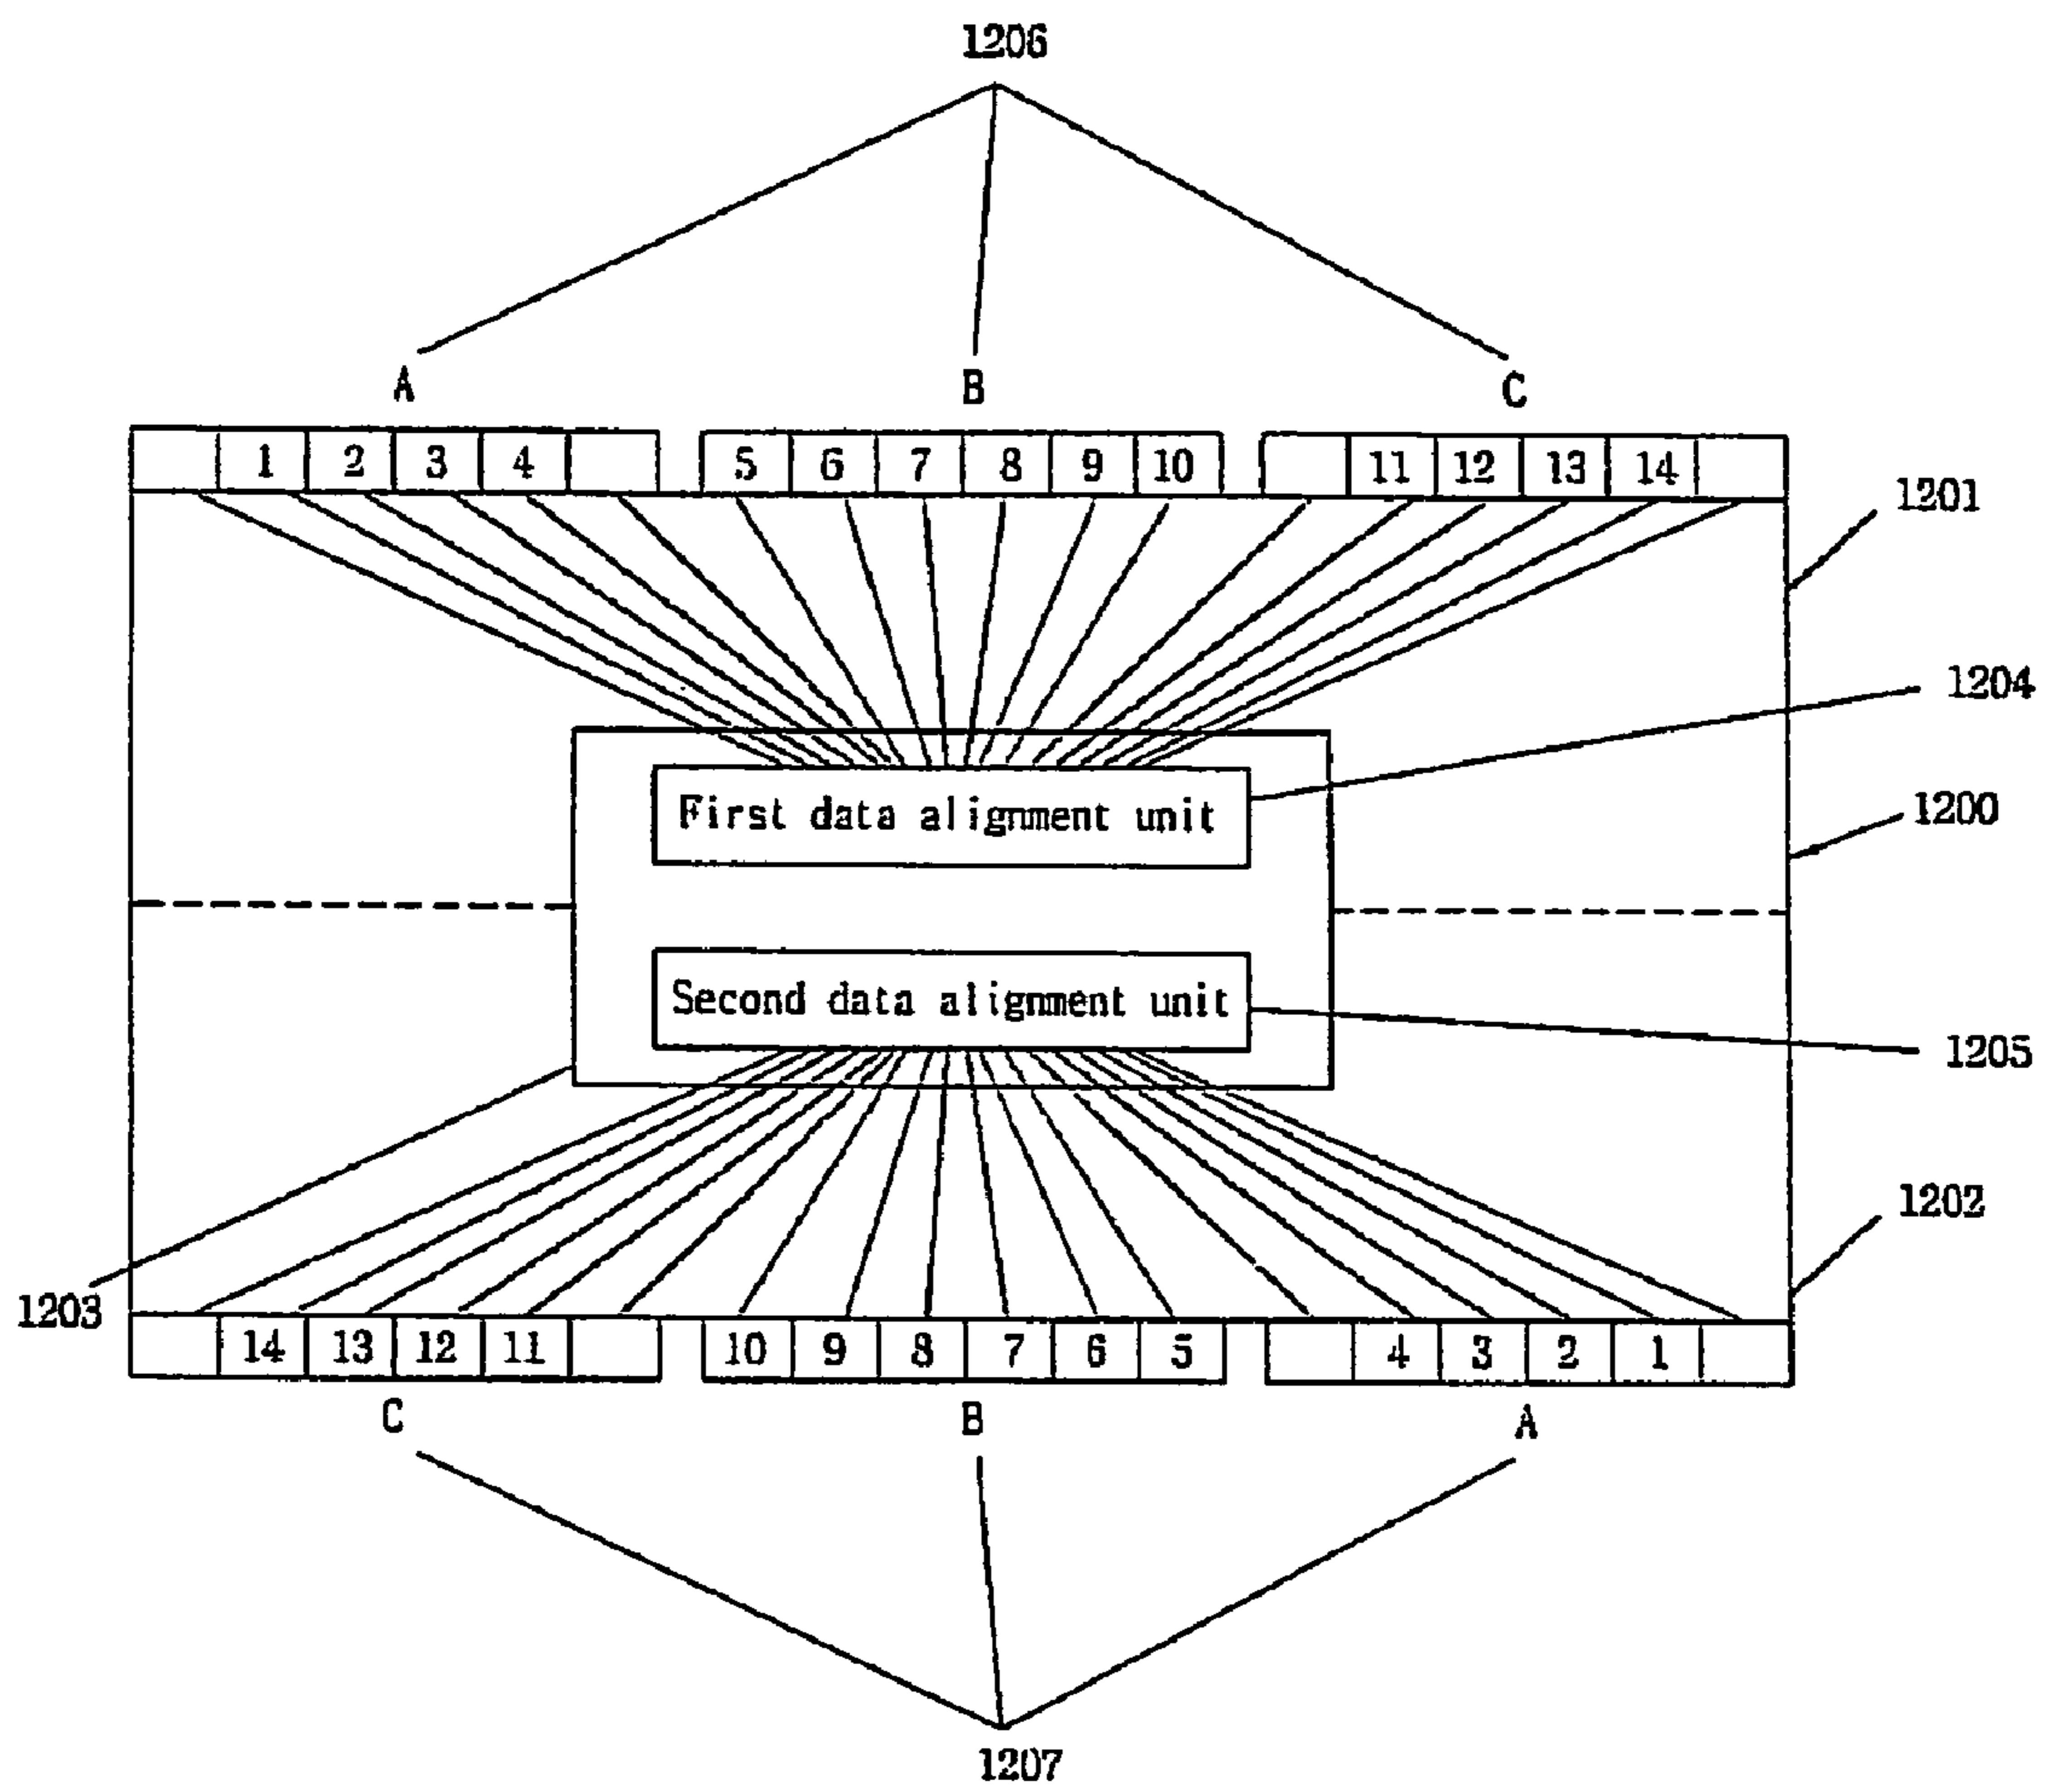 1206
A B C
1 2 3 4 5 6 7 8 9 10 11 12 13 14
1201
1204
First data alignment unit
1200
Second data alignment unit
1205
1202
1203
14 13 12 11 10 9 8 7 6 5 4 3 2 1
C B A
1207